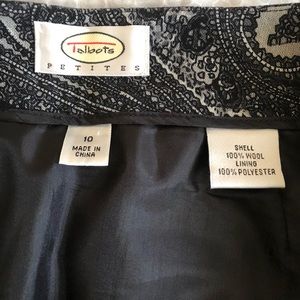 Talbots
PETITES
10
MADE IN
CHINA
SHELL
100% WOOL
LINING
100% POLYESTER